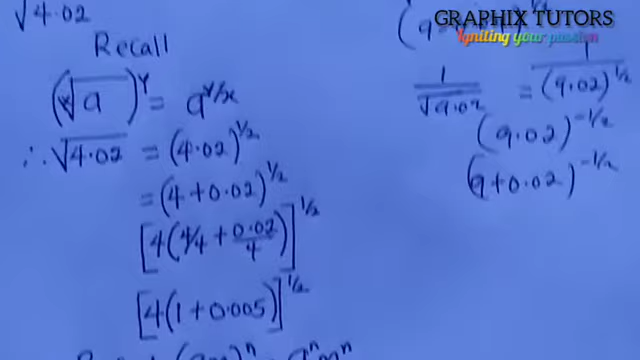 √4.02
Recall
(ˣ√a)ʸ = a^y/x
∴ √4.02 = (4.02)^1/2
= (4 + 0.02)^1/2
[4(4/4 + 0.02/4)]^1/2
[4(1 + 0.005)]^1/2
GRAPHIX TUTORS
Igniting your passion
1/√9.02 = 1/(9.02)^1/2
(9.02)^-1/2
(9 + 0.02)^-1/2